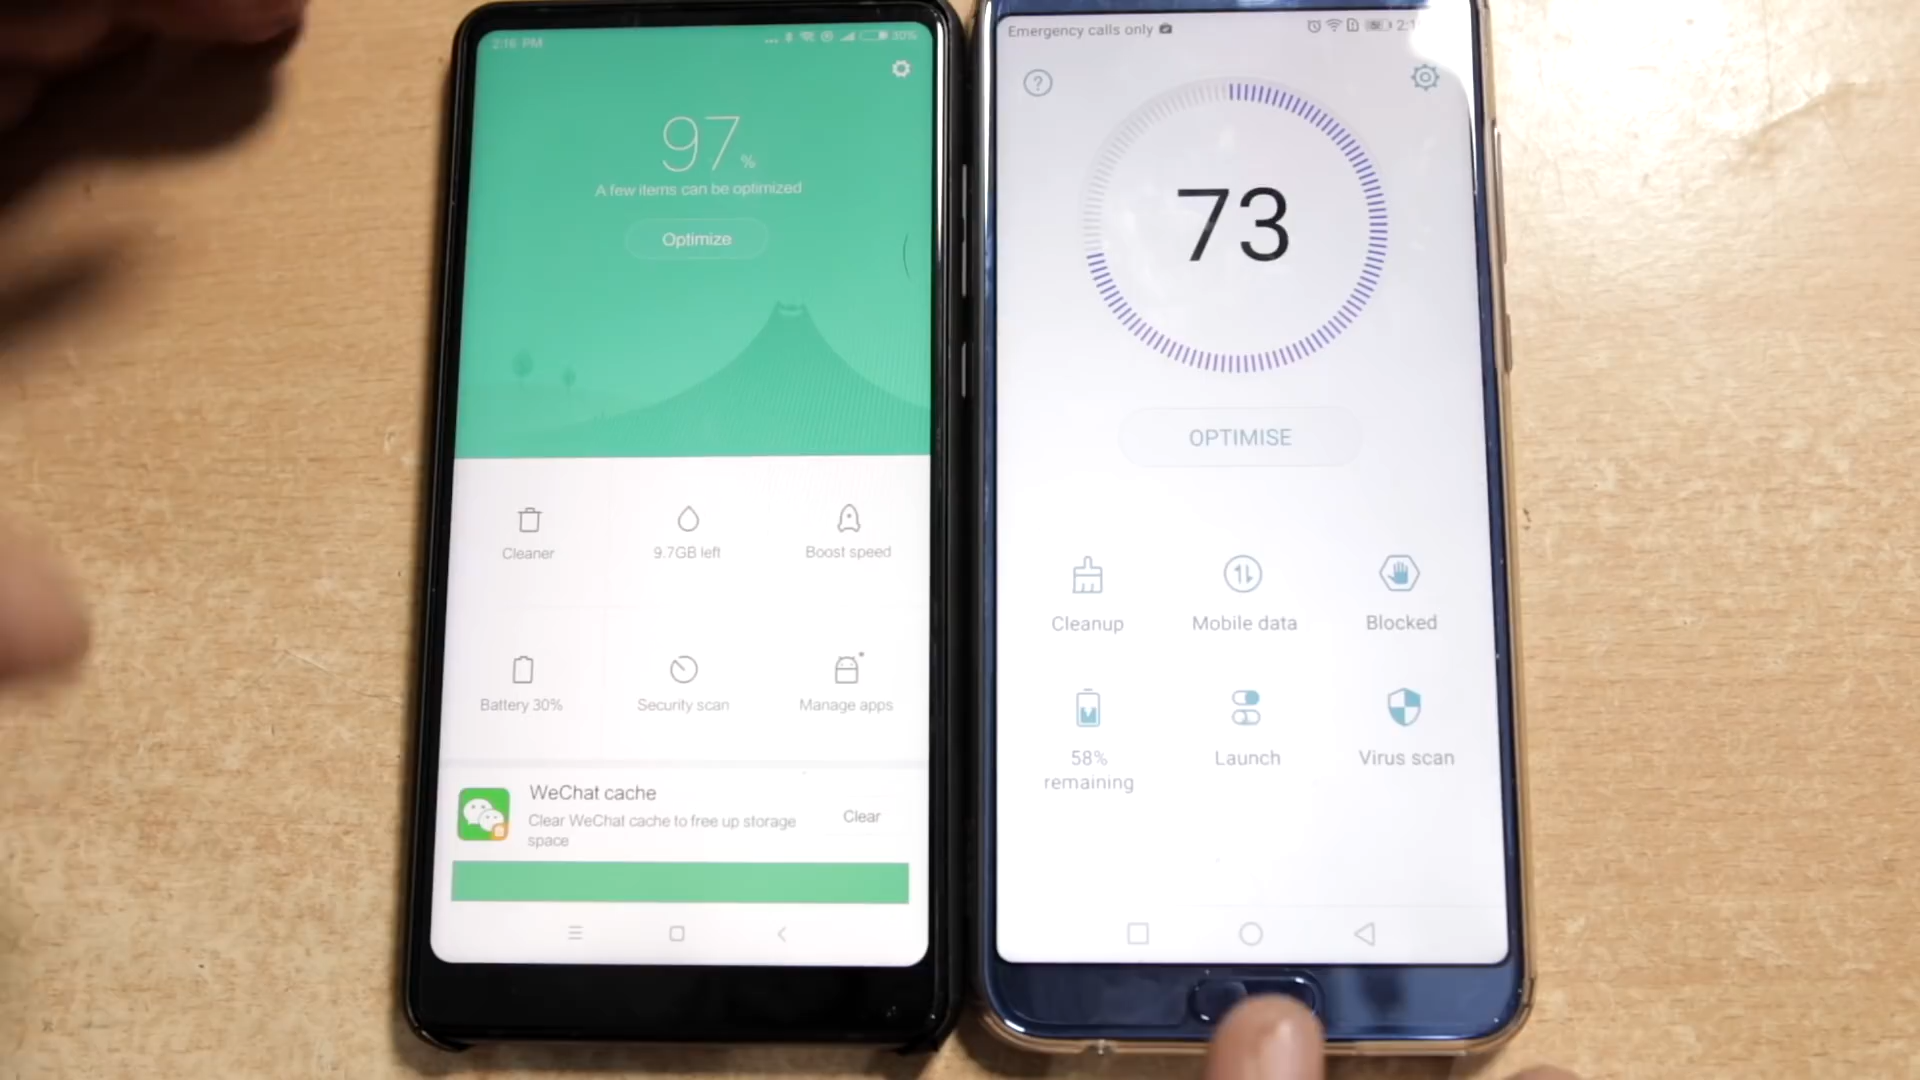 2:16 PM
30%
97%
A few items can be optimized
Optimize
Cleaner
9.7GB left
Boost speed
Battery 30%
Security scan
Manage apps
WeChat cache
Clear WeChat cache to free up storage
space
Clear
Emergency calls only
73
OPTIMISE
Cleanup
Mobile data
Blocked
58%
remaining
Launch
Virus scan